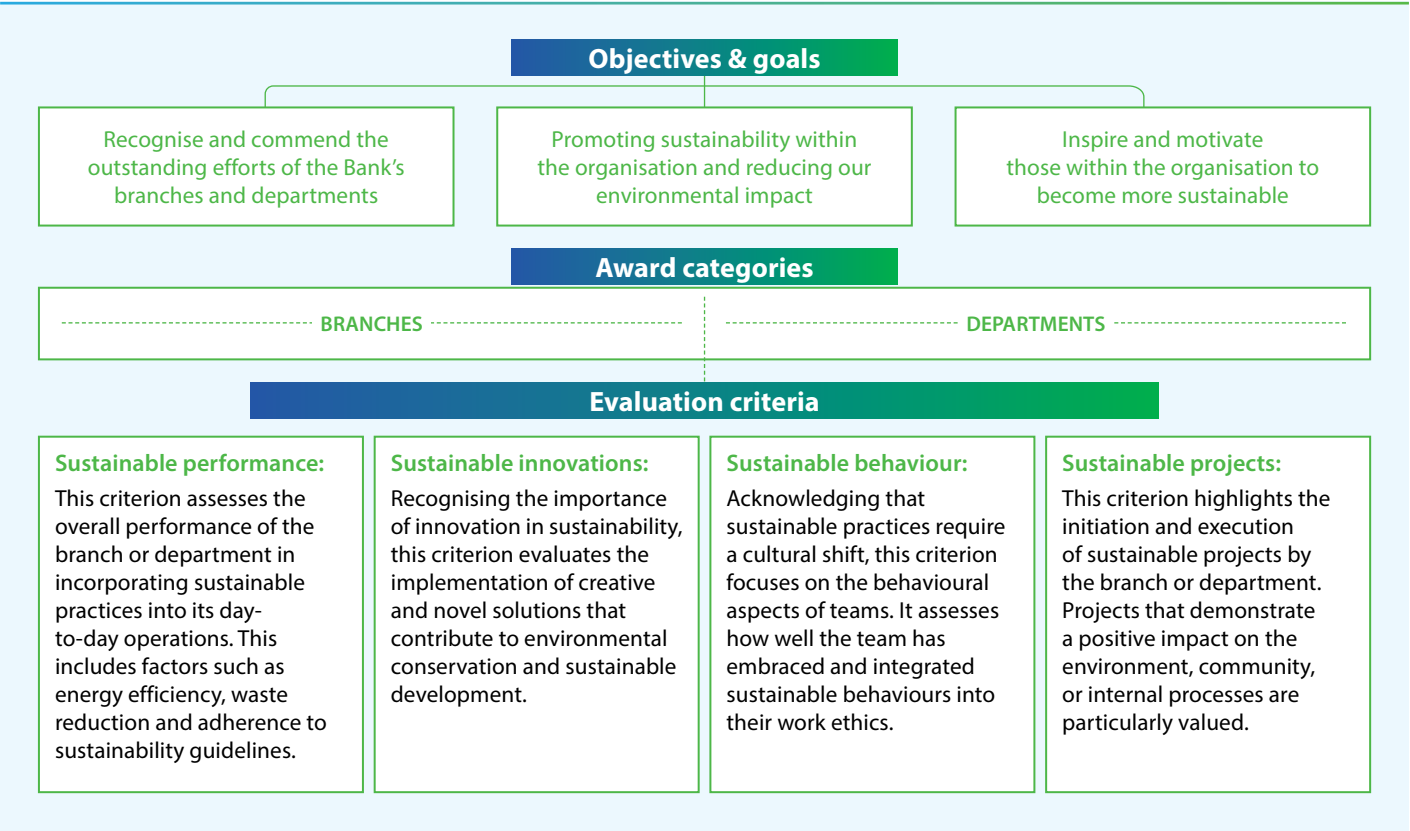 Objectives & goals
Recognise and commend the
outstanding efforts of the Bank's
branches and departments
Promoting sustainability within
the organisation and reducing our
environmental impact
Inspire and motivate
those within the organisation to
become more sustainable
Award categories
BRANCHES
DEPARTMENTS
Evaluation criteria
Sustainable performance:
This criterion assesses the
overall performance of the
branch or department in
incorporating sustainable
practices into its day-
to-day operations. This
includes factors such as
energy efficiency, waste
reduction and adherence to
sustainability guidelines.
Sustainable innovations:
Recognising the importance
of innovation in sustainability,
this criterion evaluates the
implementation of creative
and novel solutions that
contribute to environmental
conservation and sustainable
development.
Sustainable behaviour:
Acknowledging that
sustainable practices require
a cultural shift, this criterion
focuses on the behavioural
aspects of teams. It assesses
how well the team has
embraced and integrated
sustainable behaviours into
their work ethics.
Sustainable projects:
This criterion highlights the
initiation and execution
of sustainable projects by
the branch or department.
Projects that demonstrate
a positive impact on the
environment, community,
or internal processes are
particularly valued.